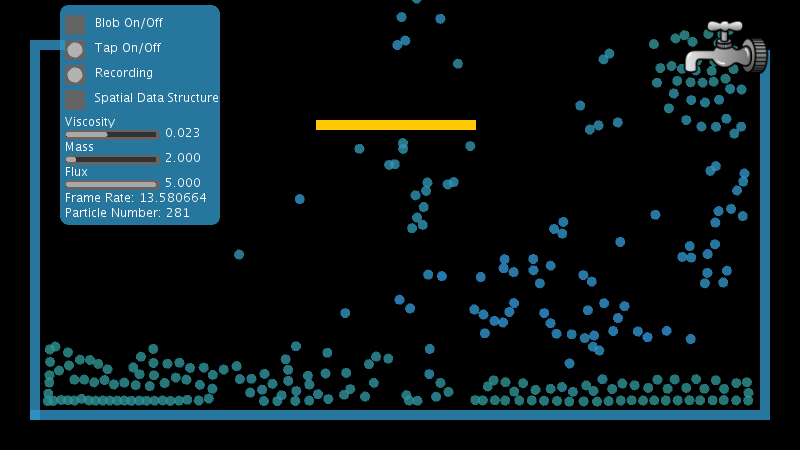 Blob On/Off
Tap On/Off
Recording
Spatial Data Structure
Viscosity
0.023
Mass
2.000
Flux
5.000
Frame Rate: 13.580664
Particle Number: 281